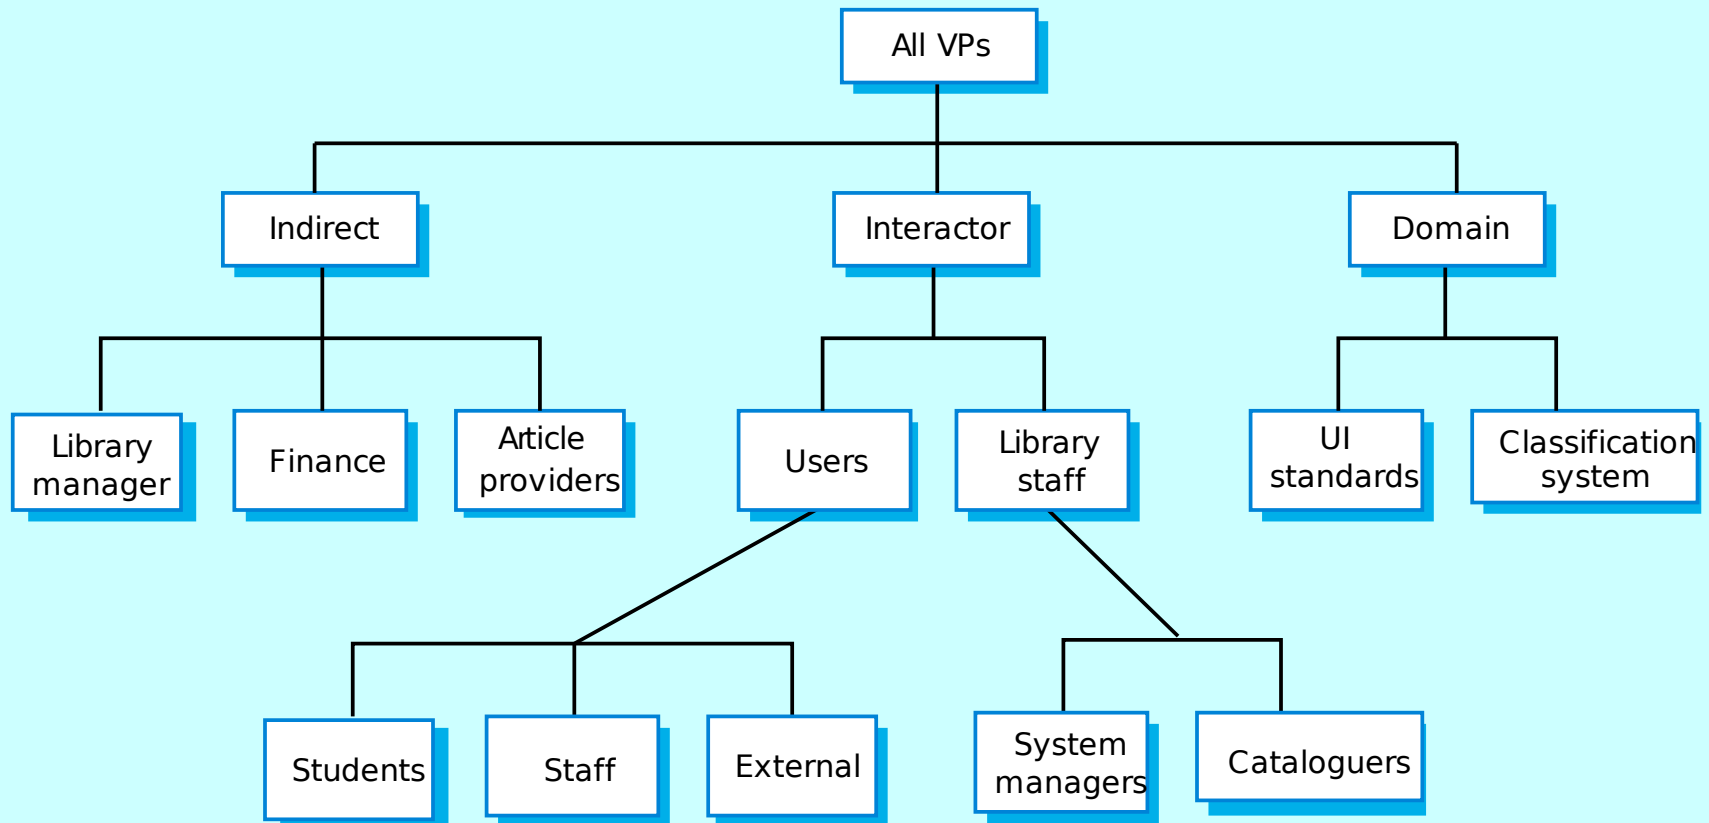 All VPs
Indirect
Interactor
Domain
Library
manager
Finance
Article
providers
Users
Library
staff
UI
standards
Classification
system
Students
Staff
External
System
managers
Cataloguers